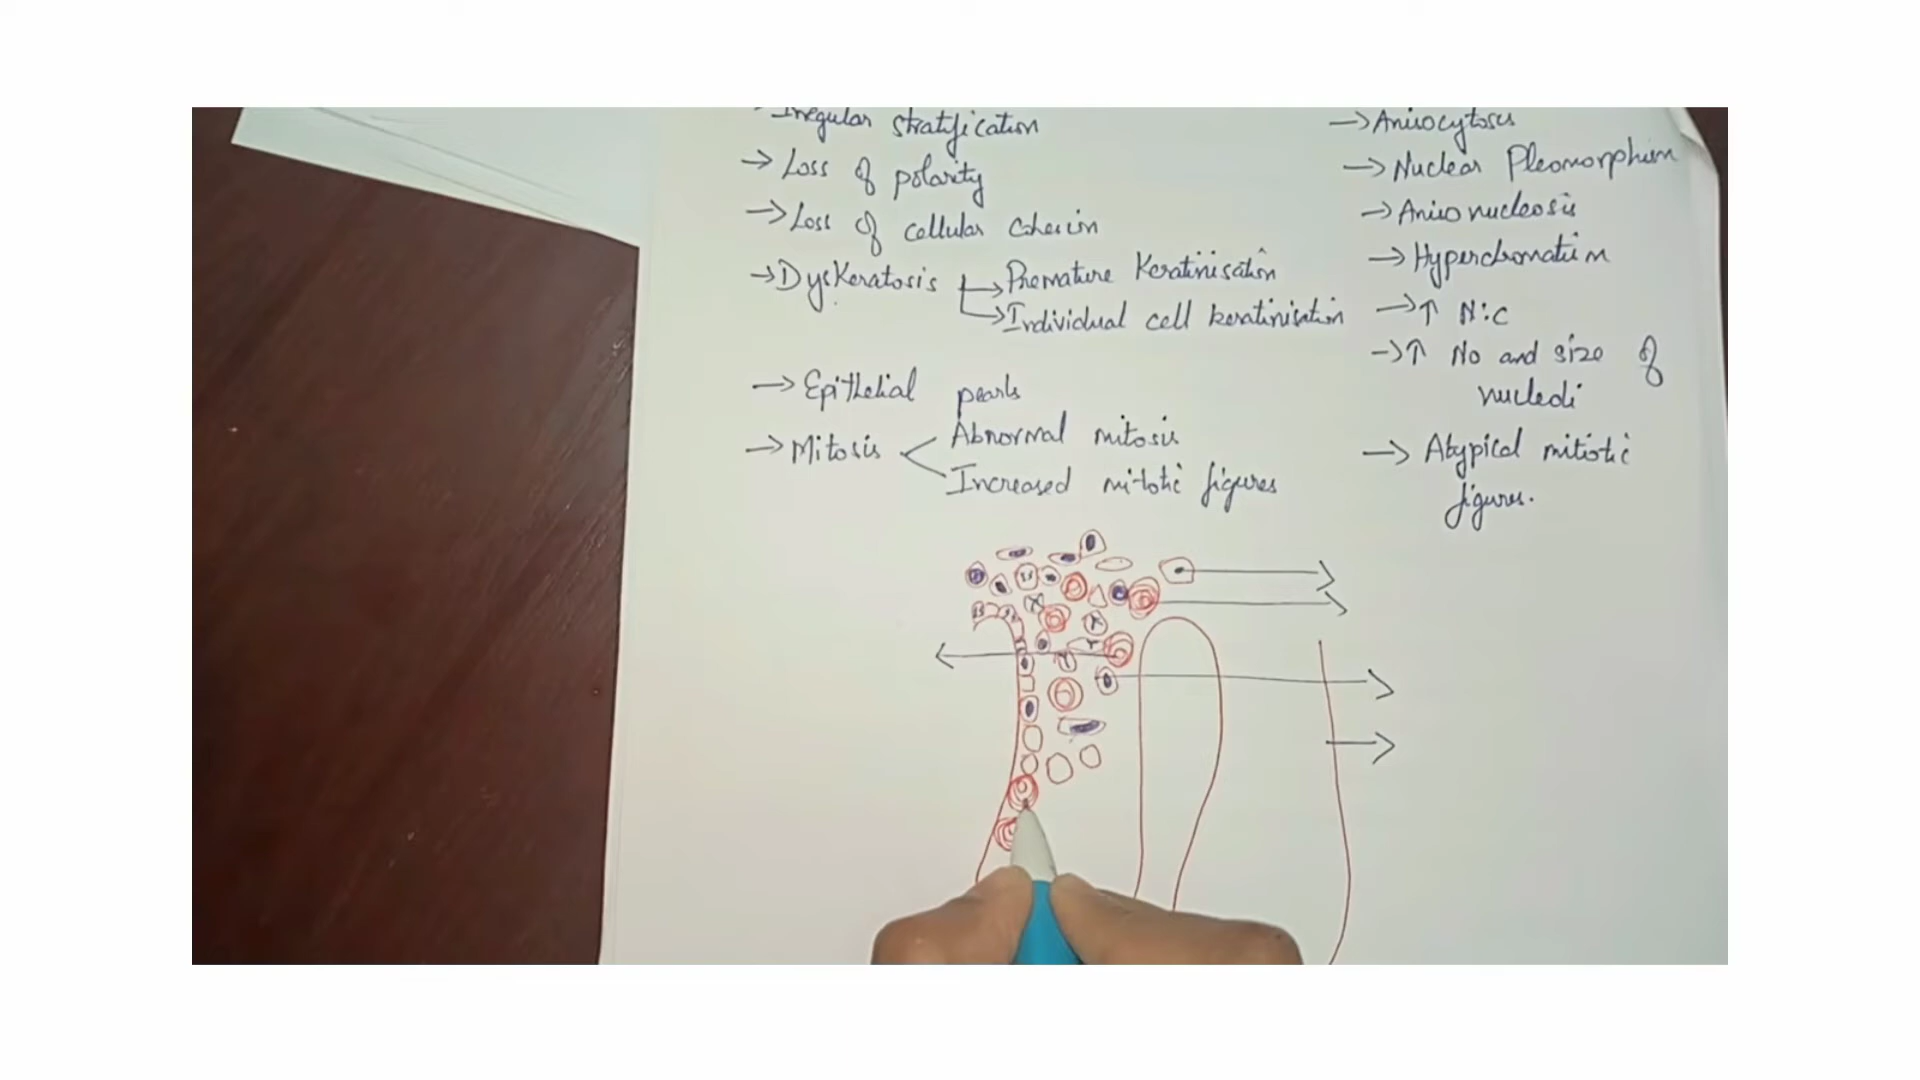 Irregular stratification
→ Loss of polarity
→ Loss of cellular Cohesin
→ Dyskeratosis → Premature Keratinisation
→ Individual cell keratinisation
→ Epithelial pearls
→ Mitosis < Abnormal mitosis
Increased mitotic figures
→ Anisocytosis
→ Nuclear Pleomorphism
→ Anisonucleosis
→ Hyperchromatism
→ ↑ N:C
→ ↑ No and size of
nucleoli
→ Atypical mitotic
figures.